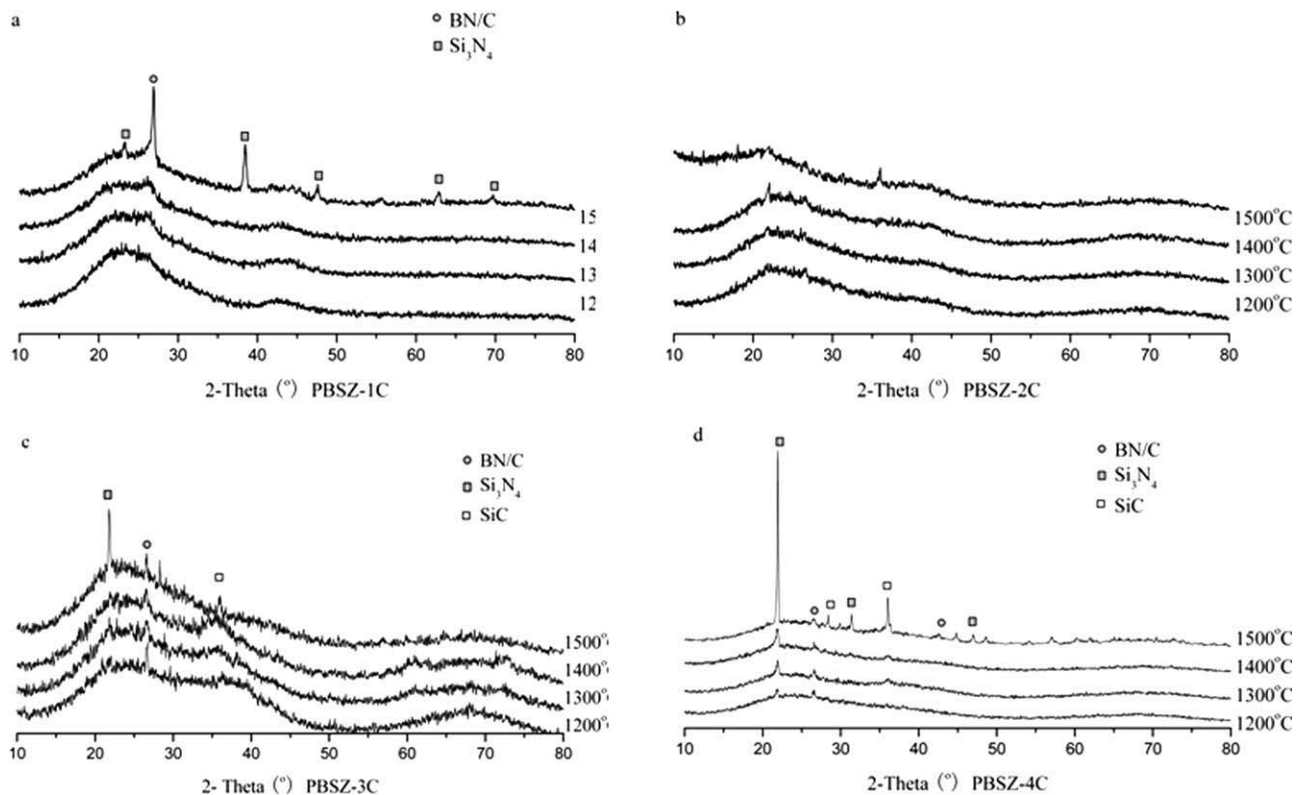 a
BN/C
Si3N4
15
14
13
12
10 20 30 40 50 60 70 80
2-Theta (°) PBSZ-1C
b
1500°C
1400°C
1300°C
1200°C
10 20 30 40 50 60 70 80
2-Theta (°) PBSZ-2C
c
BN/C
Si3N4
SiC
1500°
1400°
1300°
1200°
10 20 30 40 50 60 70 80
2- Theta (°) PBSZ-3C
d
BN/C
Si3N4
SiC
1500°C
1400°C
1300°C
1200°C
10 20 30 40 50 60 70 80
2-Theta (°) PBSZ-4C